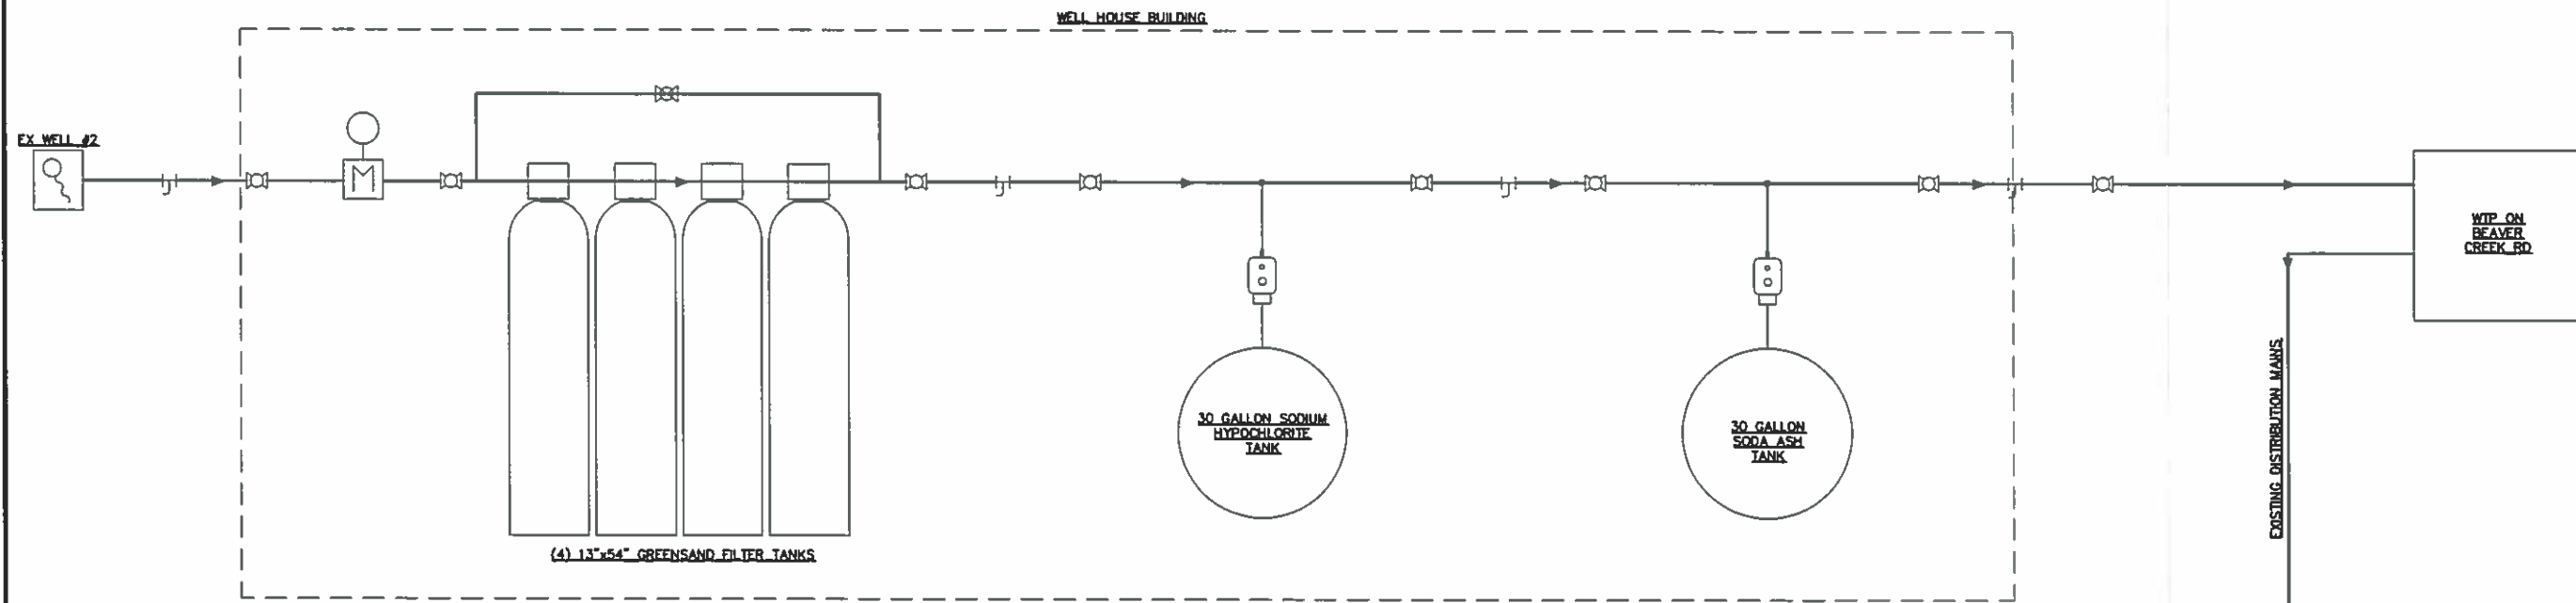 WELL HOUSE BUILDING
EX WELL #2
M
WTP ON
BEAVER
CREEK RD
30 GALLON SODIUM
HYPOCHLORITE
TANK
30 GALLON
SODA ASH
TANK
EXISTING DISTRIBUTION MAINS
(4) 13"x54" GREENSAND FILTER TANKS